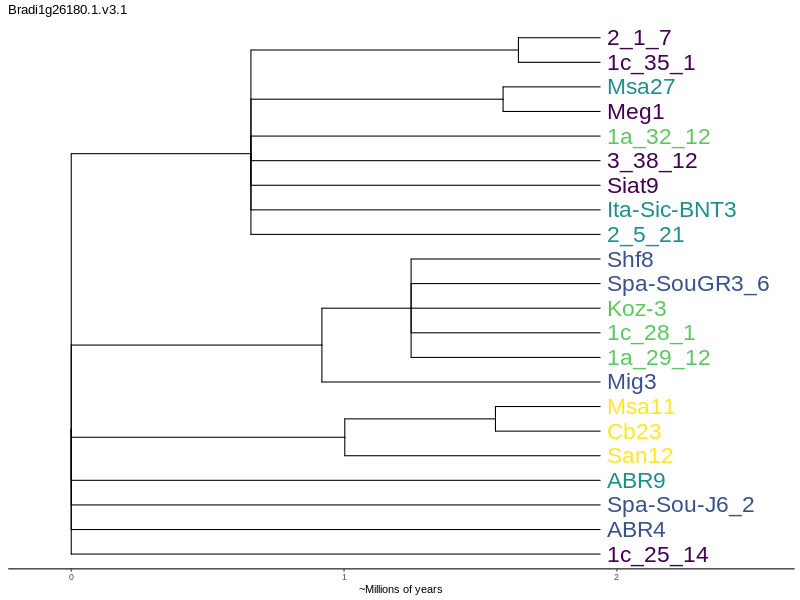 Bradi1g26180.1.v3.1
2_1_7
1c_35_1
Msa27
Meg1
1a_32_12
3_38_12
Siat9
Ita-Sic-BNT3
2_5_21
Shf8
Spa-SouGR3_6
Koz-3
1c_28_1
1a_29_12
Mig3
Msa11
Cb23
San12
ABR9
Spa-Sou-J6_2
ABR4
1c_25_14
0 1 2
~Millions of years